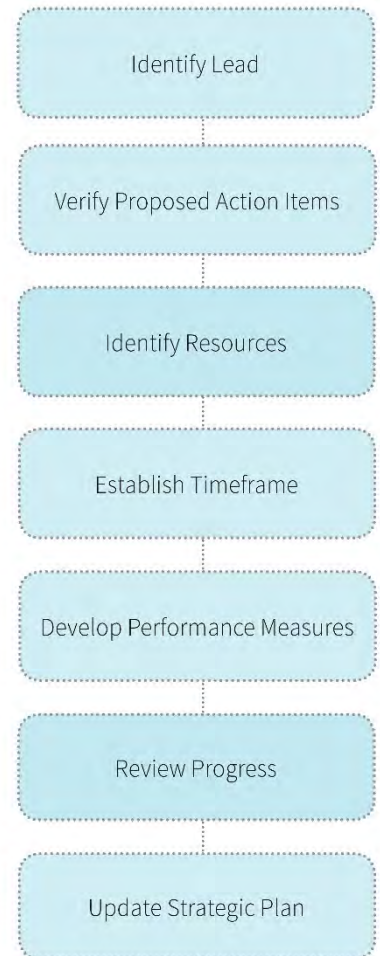 Identify Lead
Verify Proposed Action Items
Identify Resources
Establish Timeframe
Develop Performance Measures
Review Progress
Update Strategic Plan